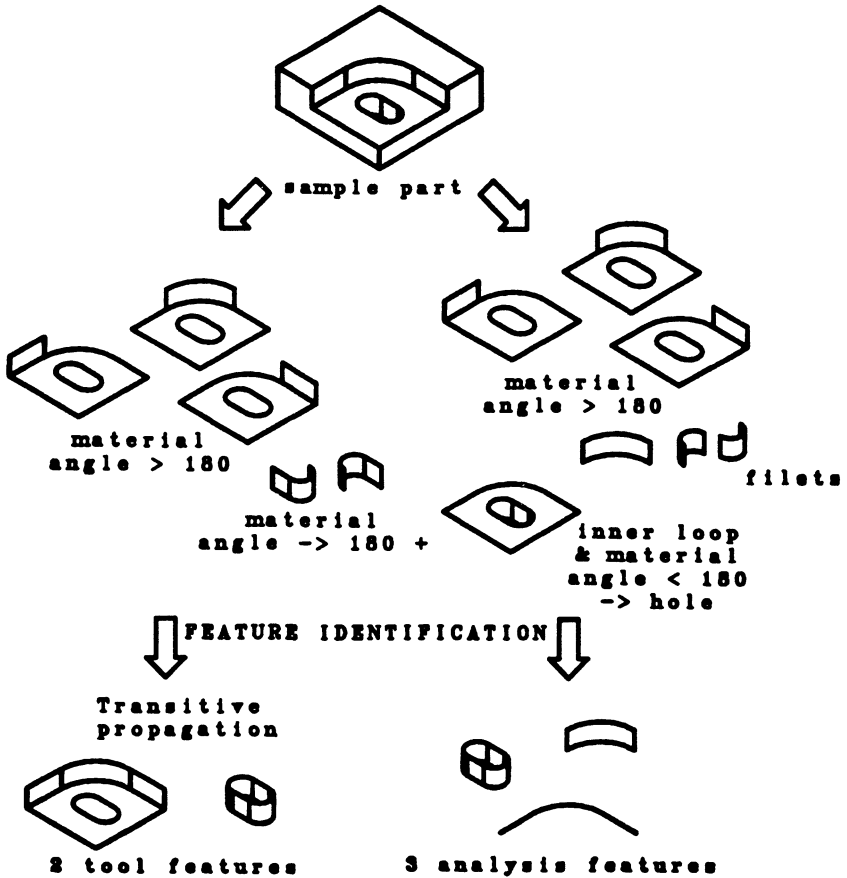 sample part
material
angle > 180
material
angle > 180
filets
material
angle -> 180 +
inner loop
& material
angle < 180
-> hole
FEATURE IDENTIFICATION
Transitive
propagation
2 tool features
3 analysis features